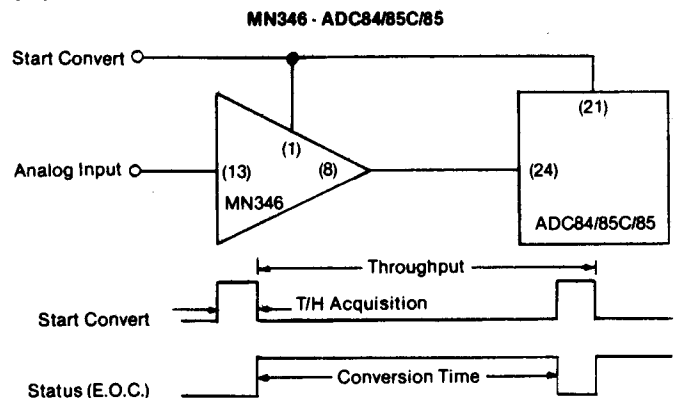 MN346 - ADC84/85C/85
Start Convert
(21)
(1)
Analog Input
(13)
(8)
(24)
MN346
ADC84/85C/85
Throughput
T/H Acquisition
Start Convert
Conversion Time
Status (E.O.C.)